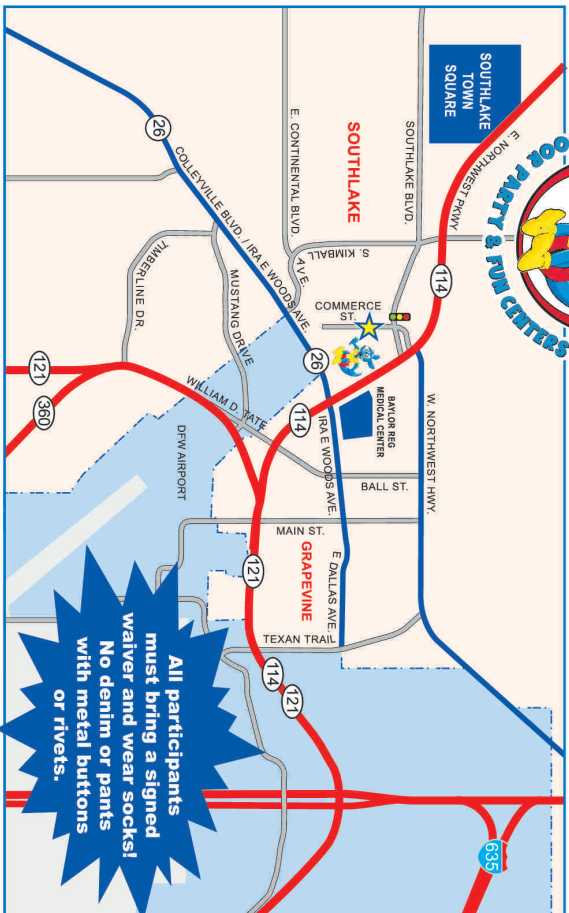 SOUTHLAKE
TOWN
SQUARE
E. NORTHWEST PKWY
OOR PARTY & FUN CENTERS
SOUTHLAKE BLVD.
SOUTHLAKE
E. CONTINENTAL BLVD.
26
COLLEYVILLE BLVD. / IRA E WOODS AVE.
S. KIMBALL
AVE.
114
COMMERCE
ST.
TIMBERLINE DR.
MUSTANG DRIVE
26
IRA E WOODS AVE.
BAYLOR REG
MEDICAL CENTER
W. NORTHWEST HWY.
121
360
WILLIAM D. TATE
114
DFW AIRPORT
BALL ST.
MAIN ST.
GRAPEVINE
E DALLAS AVE.
121
TEXAN TRAIL
114
121
635
All participants
must bring a signed
waiver and wear socks!
No denim or pants
with metal buttons
or rivets.